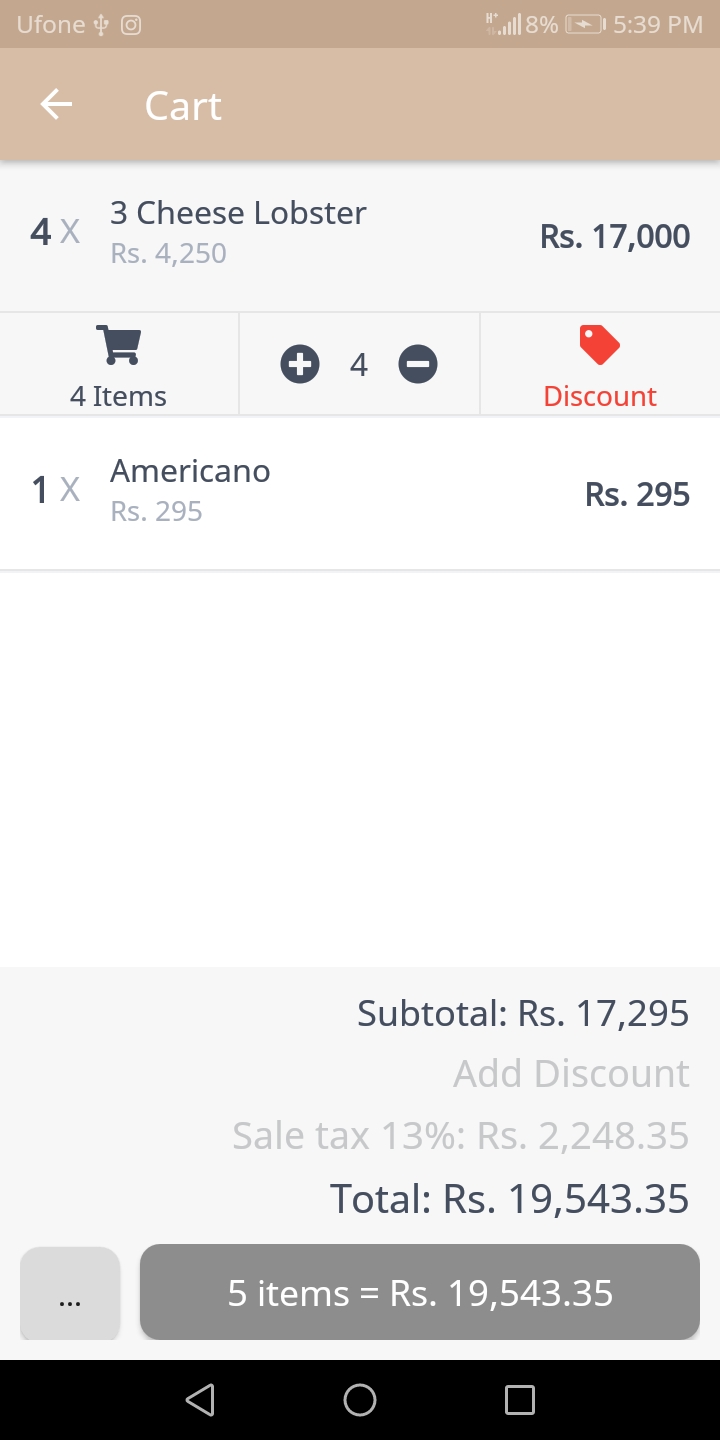 Ufone 8% 5:39 PM
Cart
4 X 3 Cheese Lobster Rs. 17,000
Rs. 4,250
4 Items 4 Discount
1 X Americano Rs. 295
Rs. 295
Subtotal: Rs. 17,295
Add Discount
Sale tax 13%: Rs. 2,248.35
Total: Rs. 19,543.35
... 5 items = Rs. 19,543.35